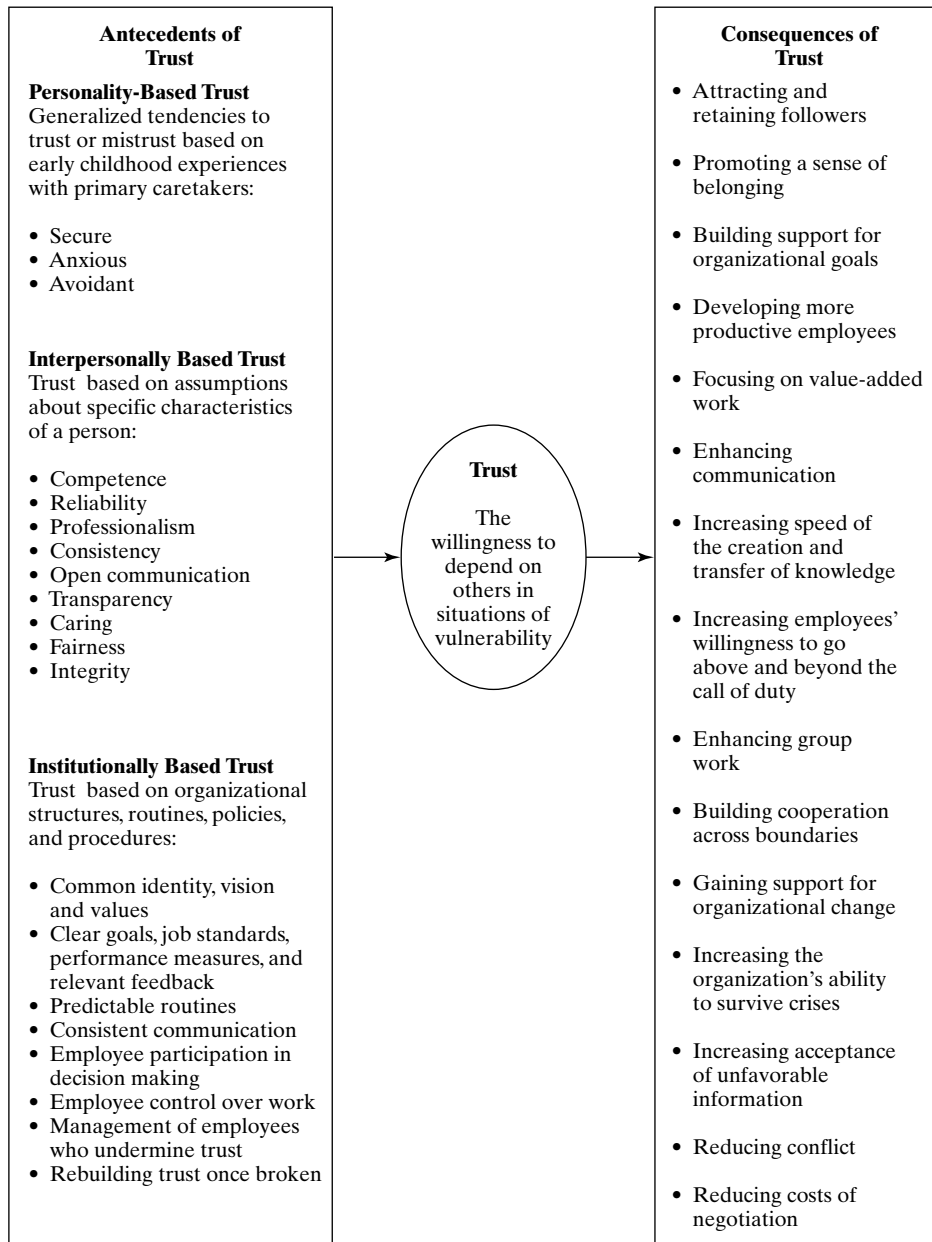 Antecedents of
Trust
Personality-Based Trust
Generalized tendencies to
trust or mistrust based on
early childhood experiences
with primary caretakers:
• Secure
• Anxious
• Avoidant
Interpersonally Based Trust
Trust based on assumptions
about specific characteristics
of a person:
• Competence
• Reliability
• Professionalism
• Consistency
• Open communication
• Transparency
• Caring
• Fairness
• Integrity
Institutionally Based Trust
Trust based on organizational
structures, routines, policies,
and procedures:
• Common identity, vision
and values
• Clear goals, job standards,
performance measures, and
relevant feedback
• Predictable routines
• Consistent communication
• Employee participation in
decision making
• Employee control over work
• Management of employees
who undermine trust
• Rebuilding trust once broken
Trust
The
willingness to
depend on
others in
situations of
vulnerability
Consequences of
Trust
• Attracting and
retaining followers
• Promoting a sense of
belonging
• Building support for
organizational goals
• Developing more
productive employees
• Focusing on value-added
work
• Enhancing
communication
• Increasing speed of
the creation and
transfer of knowledge
• Increasing employees’
willingness to go
above and beyond the
call of duty
• Enhancing group
work
• Building cooperation
across boundaries
• Gaining support for
organizational change
• Increasing the
organization’s ability
to survive crises
• Increasing acceptance
of unfavorable
information
• Reducing conflict
• Reducing costs of
negotiation